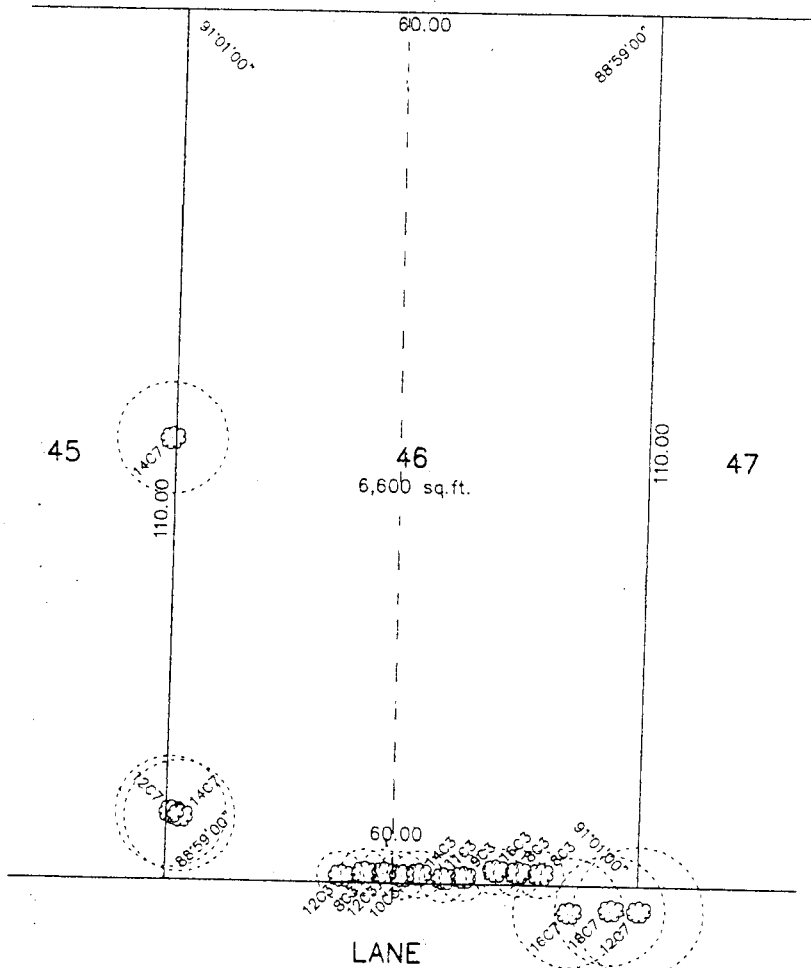 60.00
91°01'00"
88°59'00"
14C7
45
46
47
6,600 sq.ft.
110.00
110.00
12C7
14C7
88°59'00"
60.00
14C3
11C3
9C3
16C3
8C3
8C3
91°01'00"
12C3
8C3
12C3
16C7
18C7
12C7
LANE